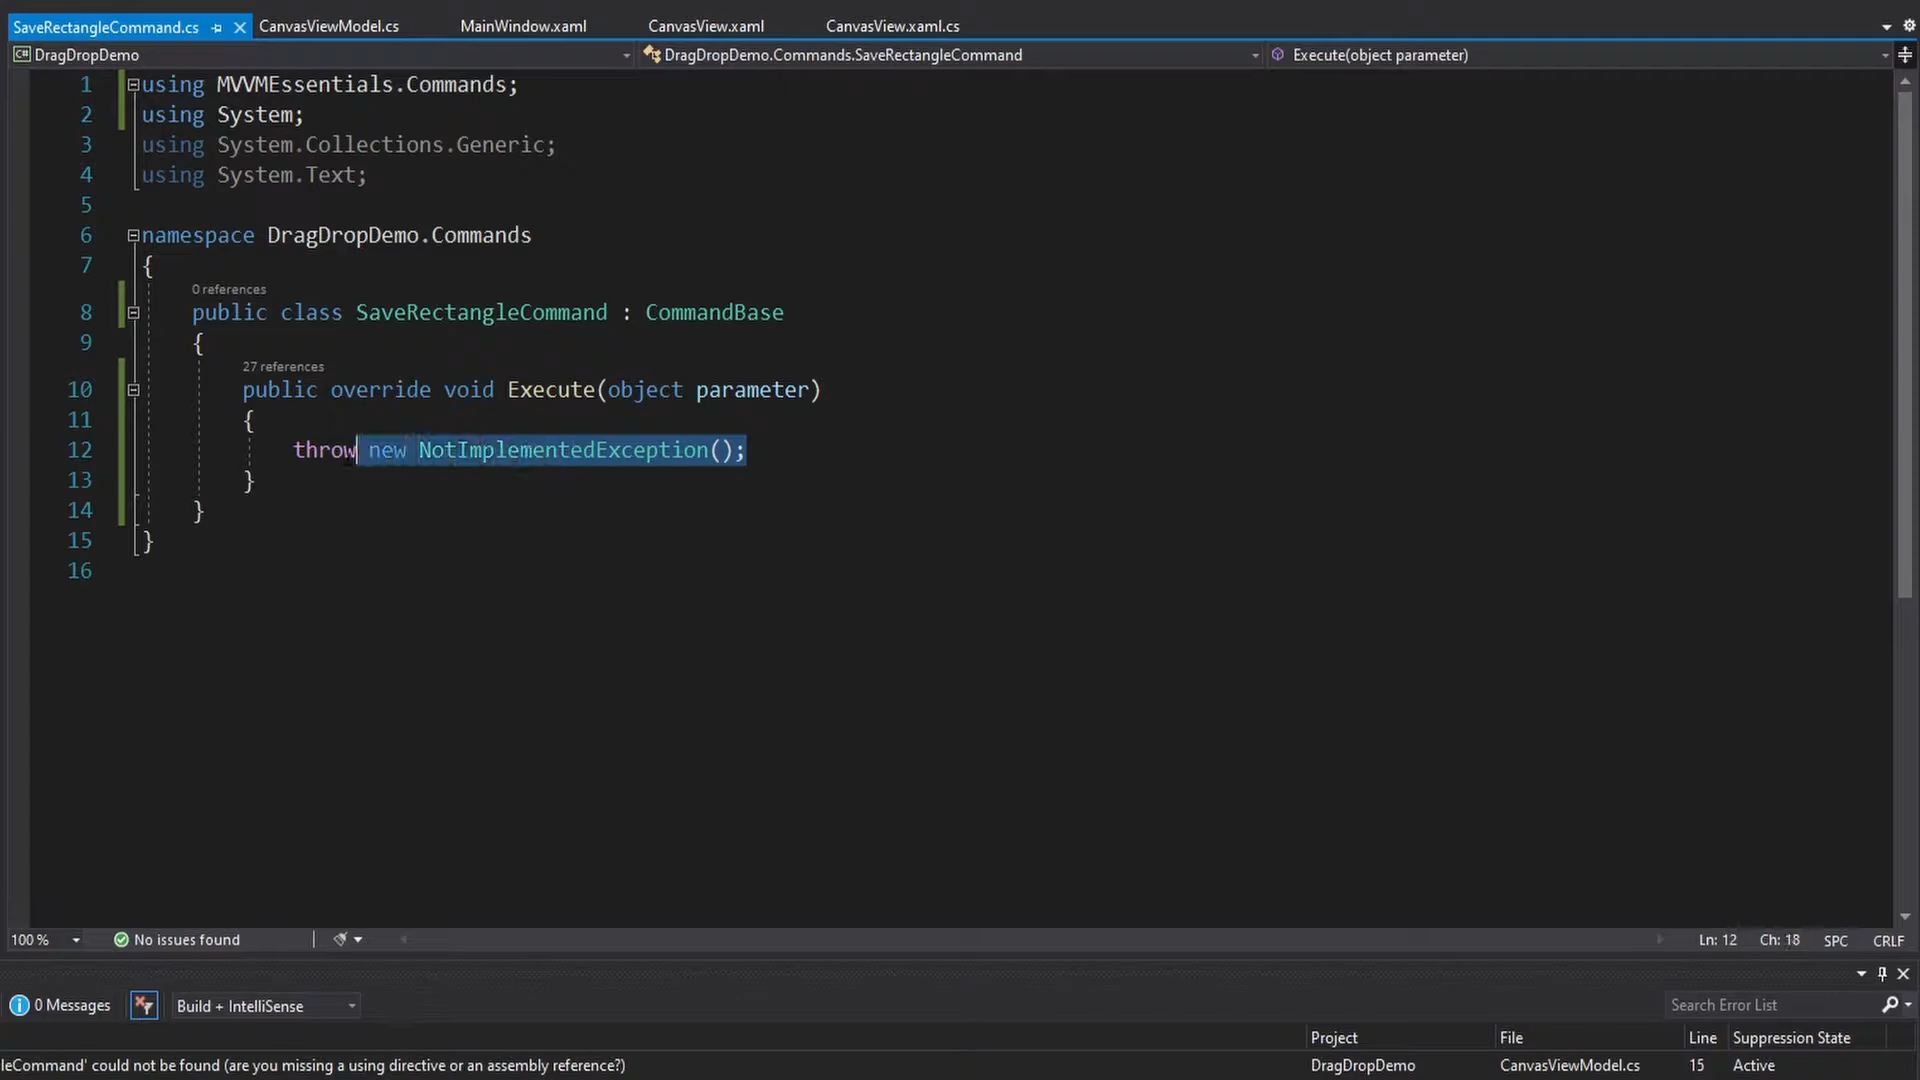 SaveRectangleCommand.cs CanvasViewModel.cs MainWindow.xaml CanvasView.xaml CanvasView.xaml.cs
C# DragDropDemo DragDropDemo.Commands.SaveRectangleCommand Execute(object parameter)
1 using MVVMEssentials.Commands;
2 using System;
3 using System.Collections.Generic;
4 using System.Text;
5
6 namespace DragDropDemo.Commands
7 {
0 references
8 public class SaveRectangleCommand : CommandBase
9 {
27 references
10 public override void Execute(object parameter)
11 {
12 throw new NotImplementedException();
13 }
14 }
15 }
16
100 % No issues found Ln: 12 Ch: 18 SPC CRLF
0 Messages Build + IntelliSense Search Error List
Project File Line Suppression State
leCommand' could not be found (are you missing a using directive or an assembly reference?) DragDropDemo CanvasViewModel.cs 15 Active